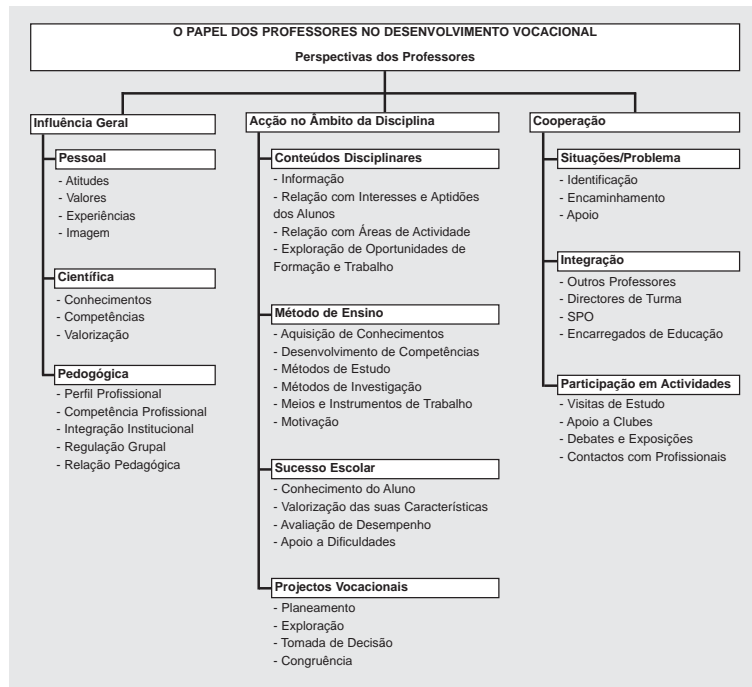 O PAPEL DOS PROFESSORES NO DESENVOLVIMENTO VOCACIONAL
Perspectivas dos Professores
Influência Geral
Pessoal
- Atitudes
- Valores
- Experiências
- Imagem
Científica
- Conhecimentos
- Competências
- Valorização
Pedogógica
- Perfil Profissional
- Competência Profissional
- Integração Institucional
- Regulação Grupal
- Relação Pedagógica
Acção no Âmbito da Disciplina
Conteúdos Disciplinares
- Informação
- Relação com Interesses e Aptidões
dos Alunos
- Relação com Áreas de Actividade
- Exploração de Oportunidades de
Formação e Trabalho
Método de Ensino
- Aquisição de Conhecimentos
- Desenvolvimento de Competências
- Métodos de Estudo
- Métodos de Investigação
- Meios e Instrumentos de Trabalho
- Motivação
Sucesso Escolar
- Conhecimento do Aluno
- Valorização das suas Características
- Avaliação de Desempenho
- Apoio a Dificuldades
Projectos Vocacionais
- Planeamento
- Exploração
- Tomada de Decisão
- Congruência
Cooperação
Situações/Problema
- Identificação
- Encaminhamento
- Apoio
Integração
- Outros Professores
- Directores de Turma
- SPO
- Encarregados de Educação
Participação em Actividades
- Visitas de Estudo
- Apoio a Clubes
- Debates e Exposições
- Contactos com Profissionais